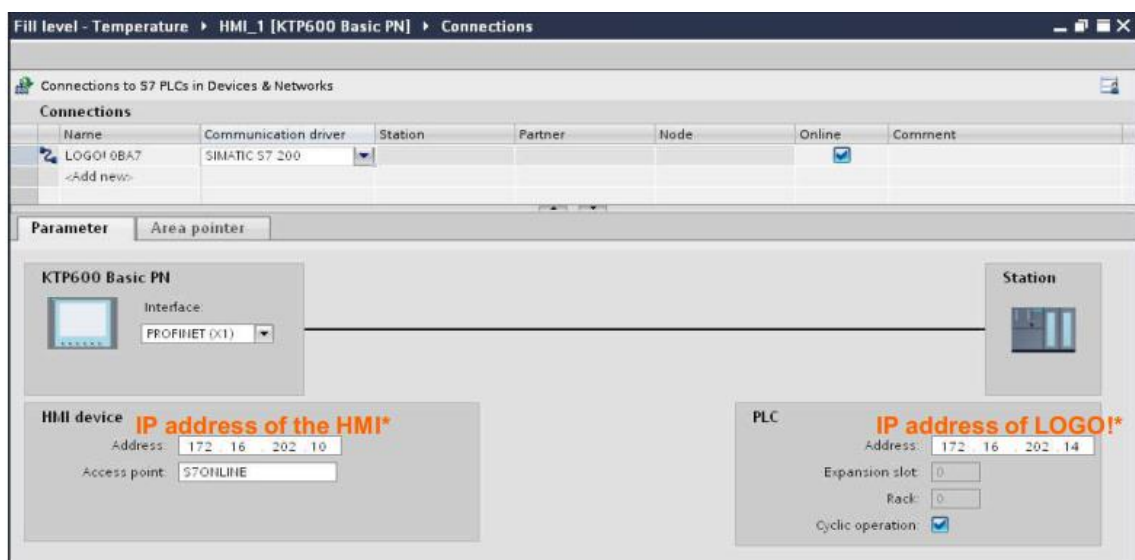 Fill level - Temperature ▸ HMI_1 [KTP600 Basic PN] ▸ Connections
Connections to S7 PLCs in Devices & Networks
Connections
Name Communication driver Station Partner Node Online Comment
LOGO! 0BA7 SIMATIC S7 200
<Add new>
Parameter Area pointer
KTP600 Basic PN
Interface:
PROFINET (X1)
Station
HMI device IP address of the HMI*
Address: 172 . 16 . 202 . 10
Access point: S7ONLINE
PLC IP address of LOGO!*
Address: 172 . 16 . 202 . 14
Expansion slot: 0
Rack: 0
Cyclic operation: